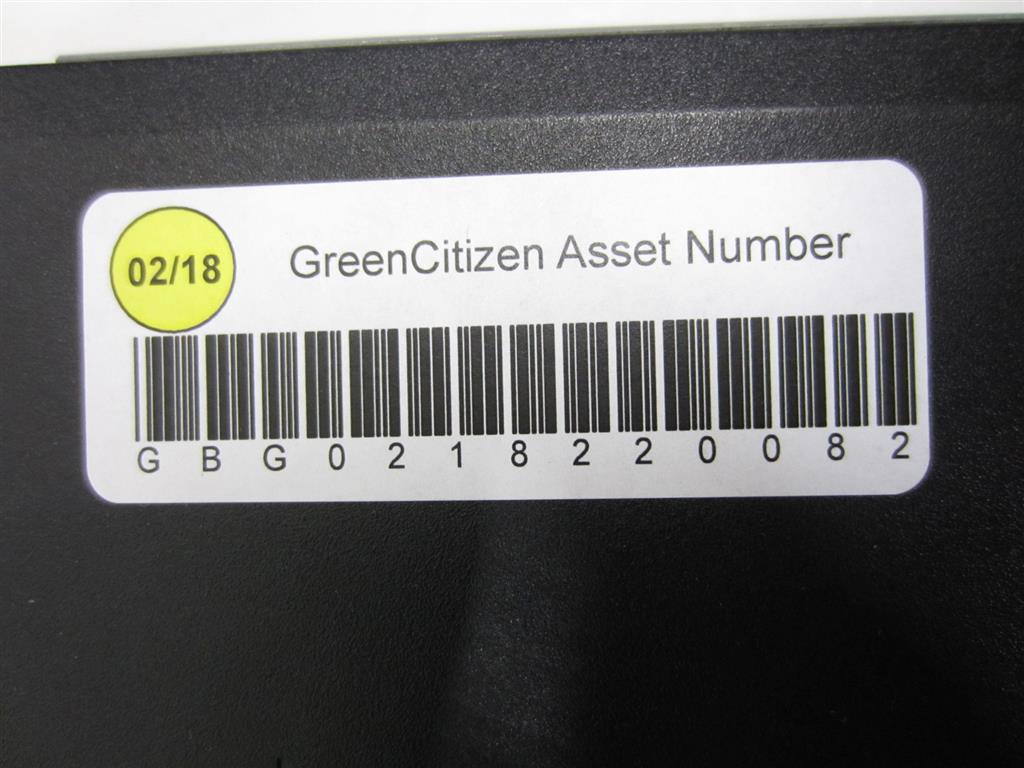 02/18
GreenCitizen Asset Number
G B G 0 2 1 8 2 2 0 0 8 2